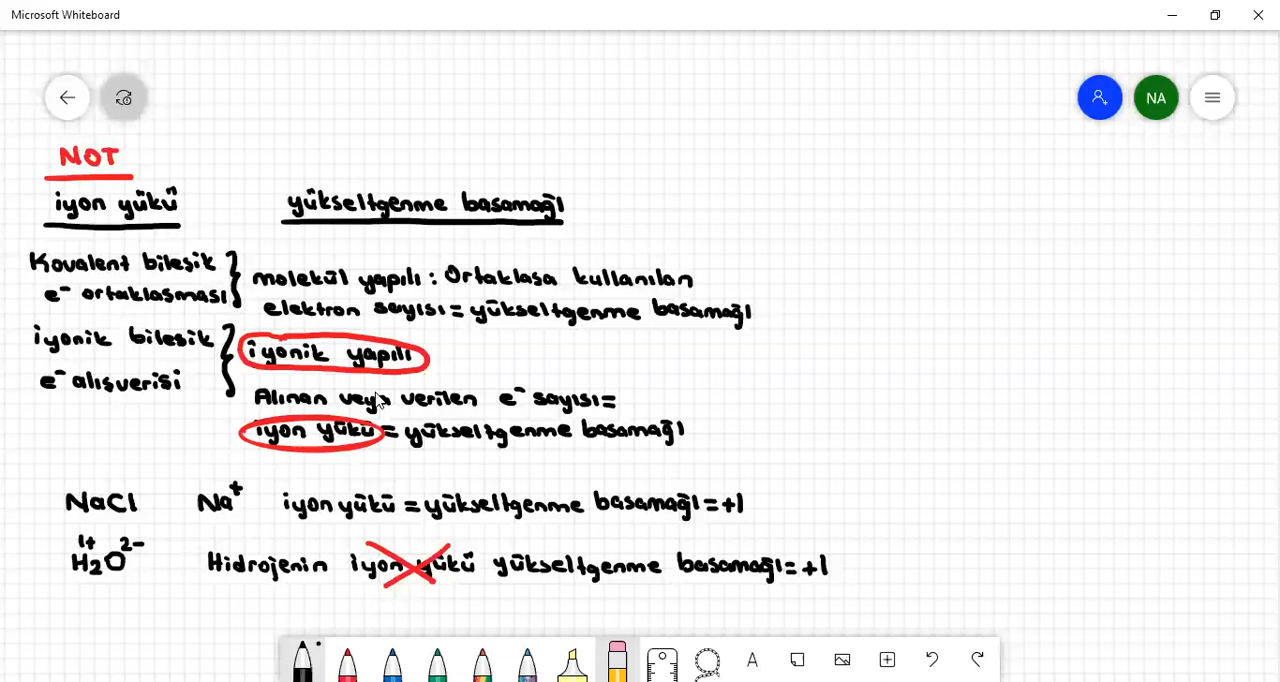 Microsoft Whiteboard
NA
NOT
iyon yükü
yükseltgenme basamağı
Kovalent bileşik
e⁻ ortaklaşması
molekül yapılı : Ortaklaşa kullanılan
elektron sayısı = yükseltgenme basamağı
iyonik bileşik
e⁻ alışverişi
iyonik yapılı
Alınan veya verilen e⁻ sayısı =
iyon yükü = yükseltgenme basamağı
NaCl Na⁺ iyon yükü = yükseltgenme basamağı = +1
1+ 2-
H₂O Hidrojenin iyon yükü yükseltgenme basamağı = +1
A